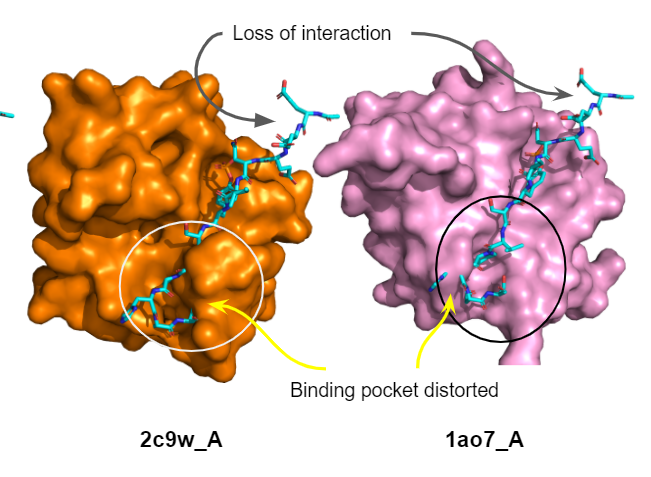 Loss of interaction
Binding pocket distorted
2c9w_A
1ao7_A